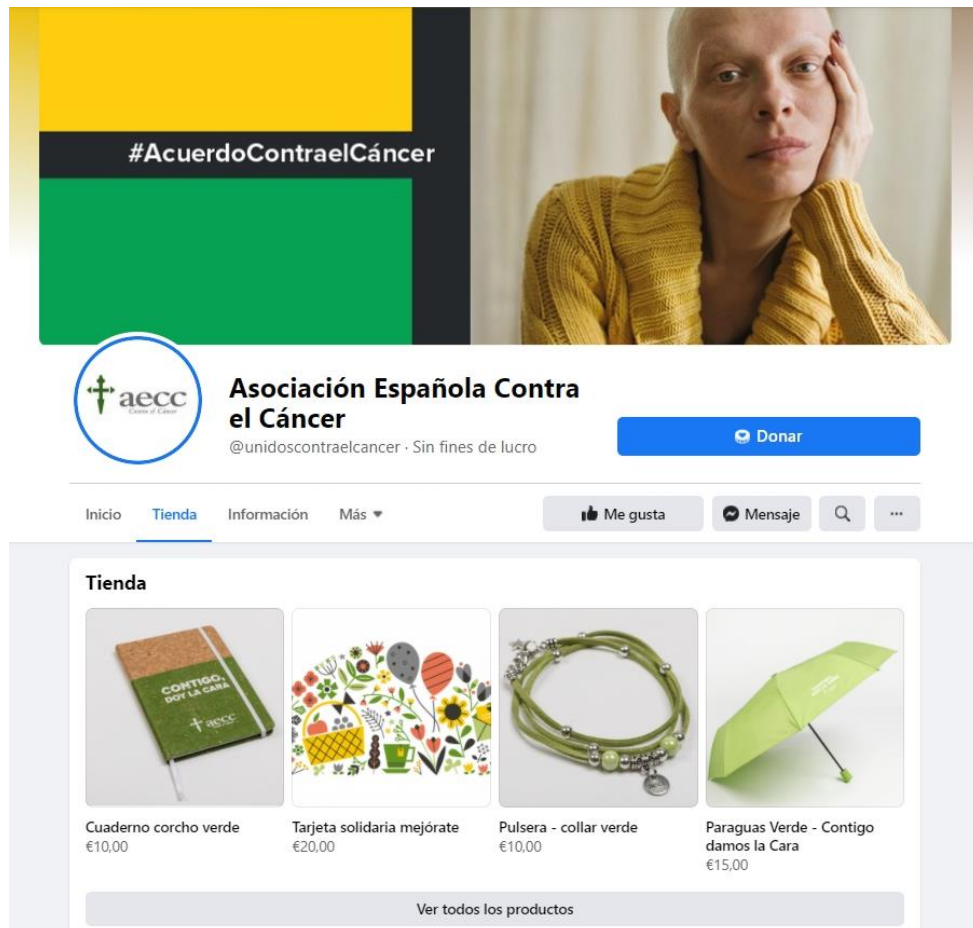 #AcuerdoContraelCáncer
aecc
Contra el Cáncer
Asociación Española Contra
el Cáncer
@unidoscontraelcancer · Sin fines de lucro
Donar
Inicio
Tienda
Información
Más
Me gusta
Mensaje
Tienda
CONTIGO,
DOY LA CARA
aecc
Cuaderno corcho verde
€10,00
Tarjeta solidaria mejórate
€20,00
Pulsera - collar verde
€10,00
Paraguas Verde - Contigo
damos la Cara
€15,00
Ver todos los productos